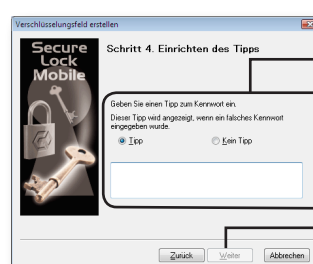 Verschlüsselungsfeld erstellen
Secure
Lock
Mobile
Schritt 4. Einrichten des Tipps
Geben Sie einen Tipp zum Kennwort ein.
Dieser Tipp wird angezeigt, wenn ein falsches Kennwort
eingegeben wurde.
Tipp
Kein Tipp
Zurück
Weiter
Abbrechen